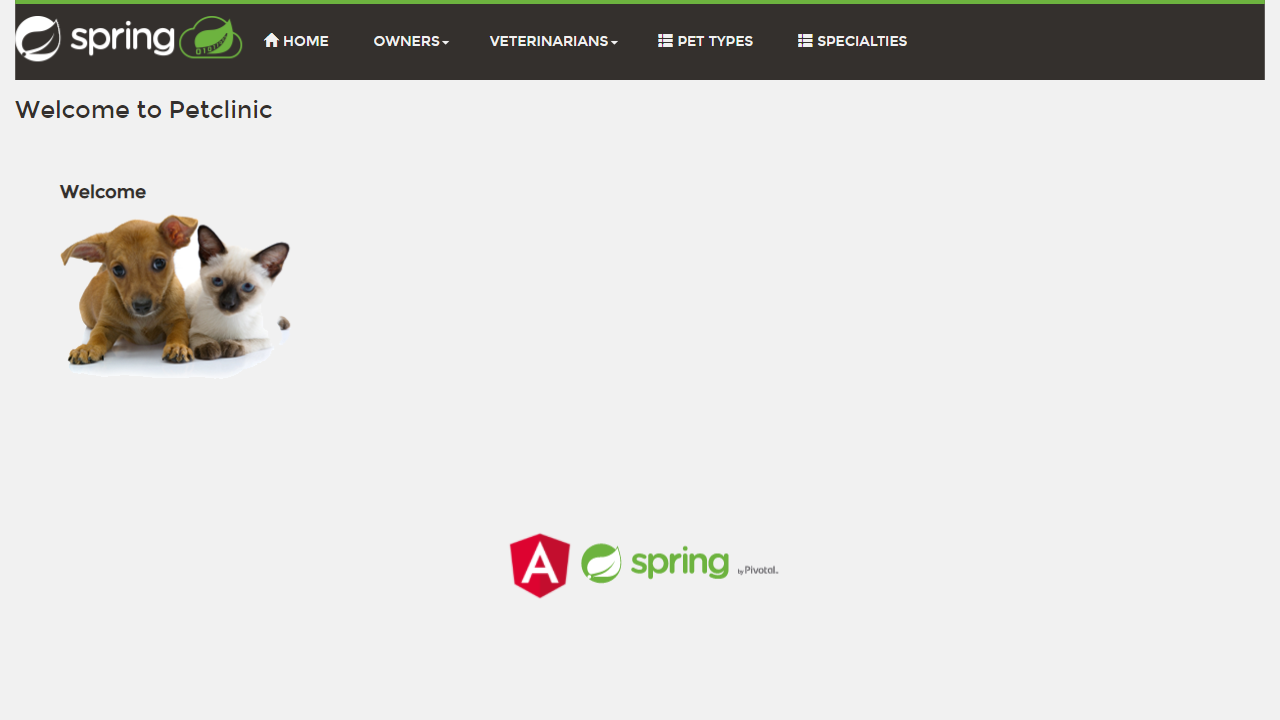 spring
HOME
OWNERS
VETERINARIANS
PET TYPES
SPECIALTIES
Welcome to Petclinic
Welcome
spring by Pivotal.